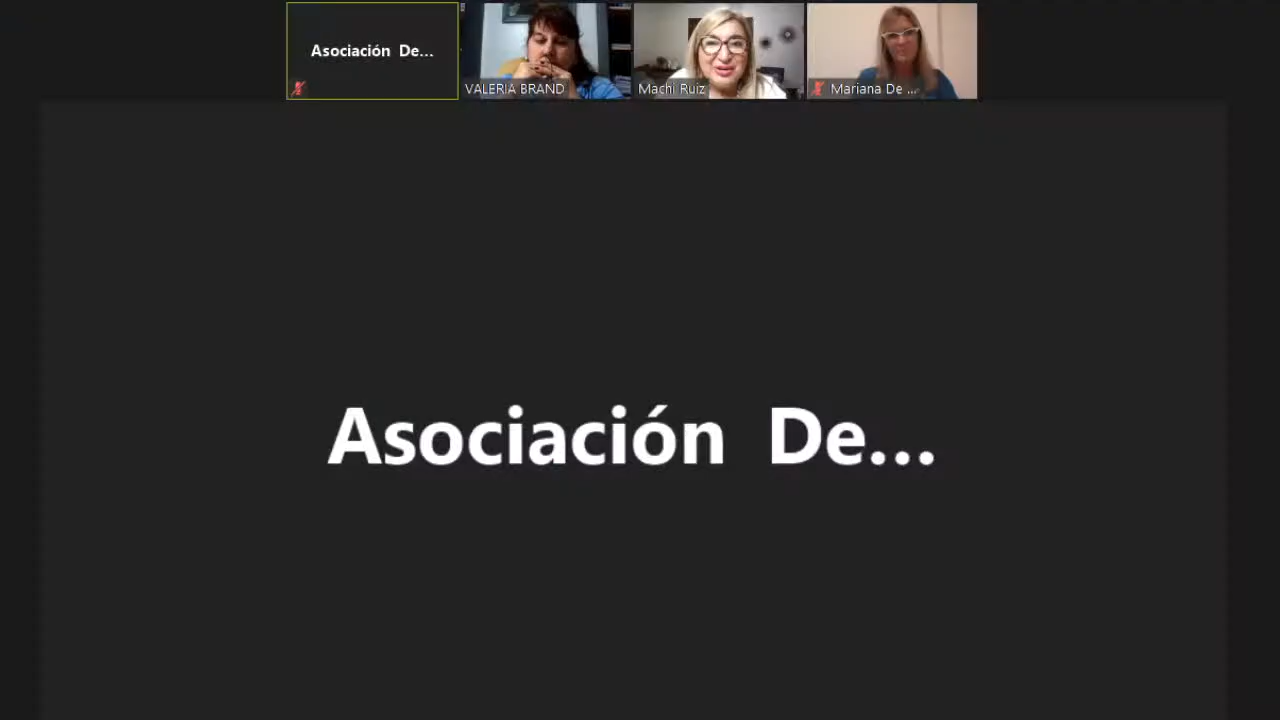 Asociación De...
VALERIA BRAND
Machi Ruiz
Mariana De ...
Asociación De...